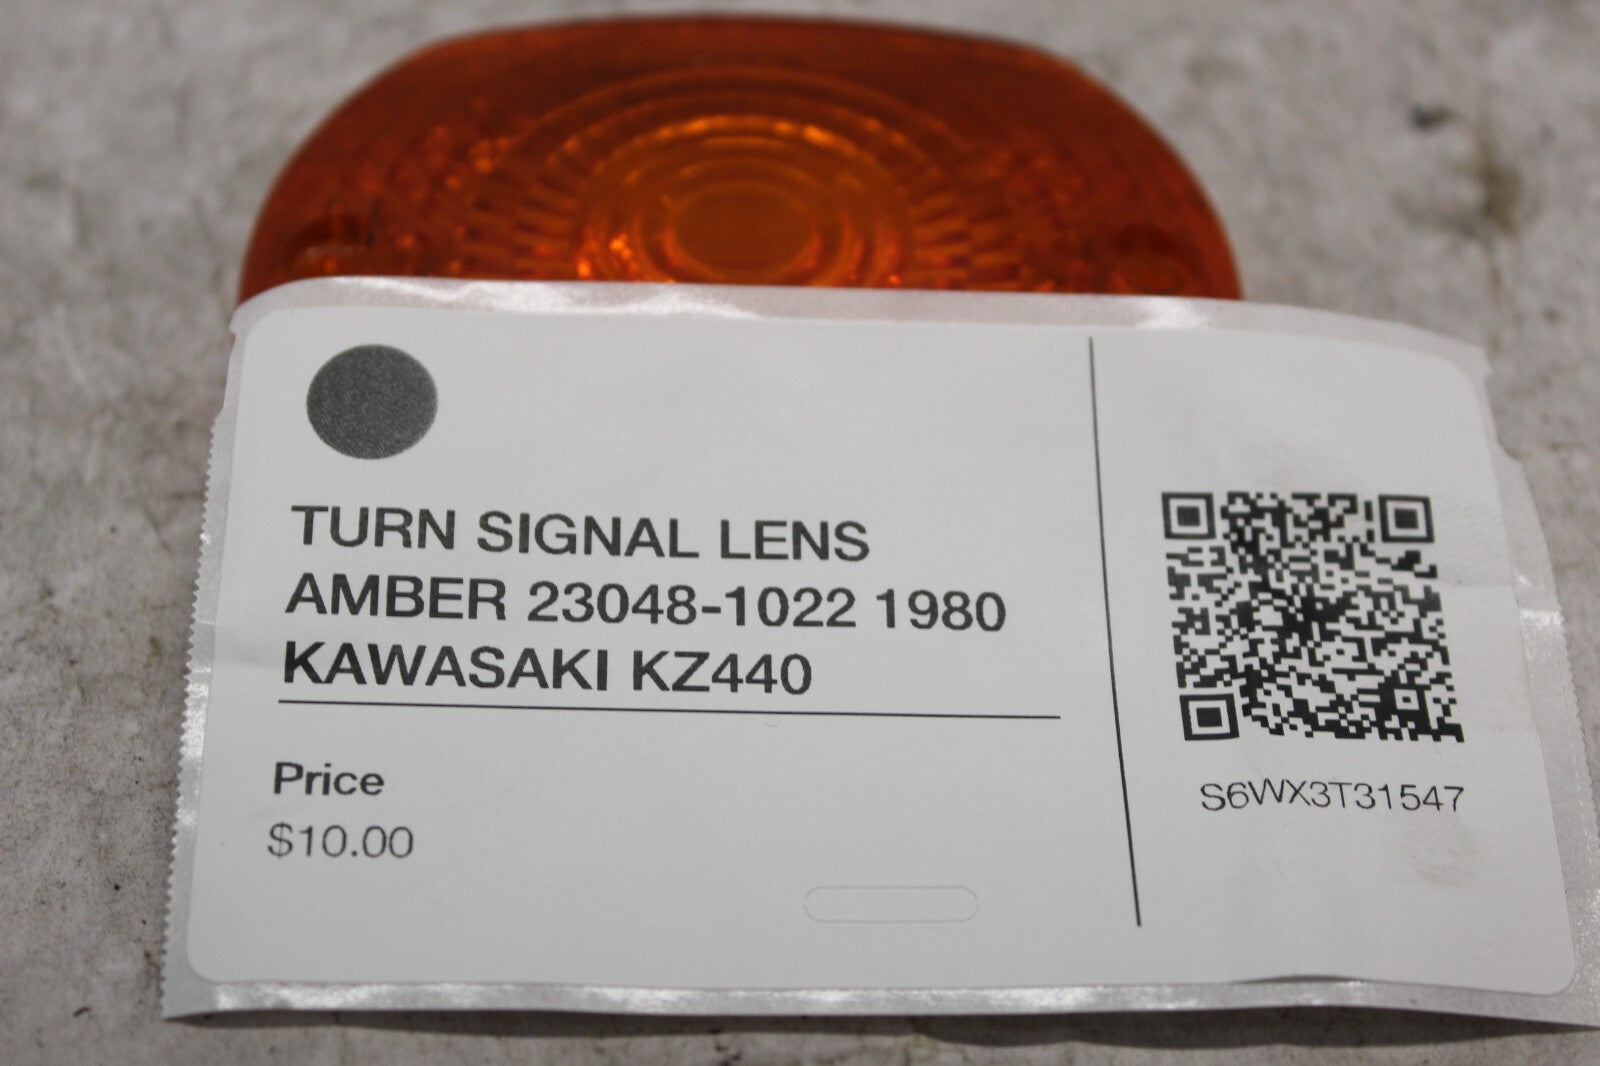 TURN SIGNAL LENS
AMBER 23048-1022 1980
KAWASAKI KZ440
Price
$10.00
S6WX3T31547